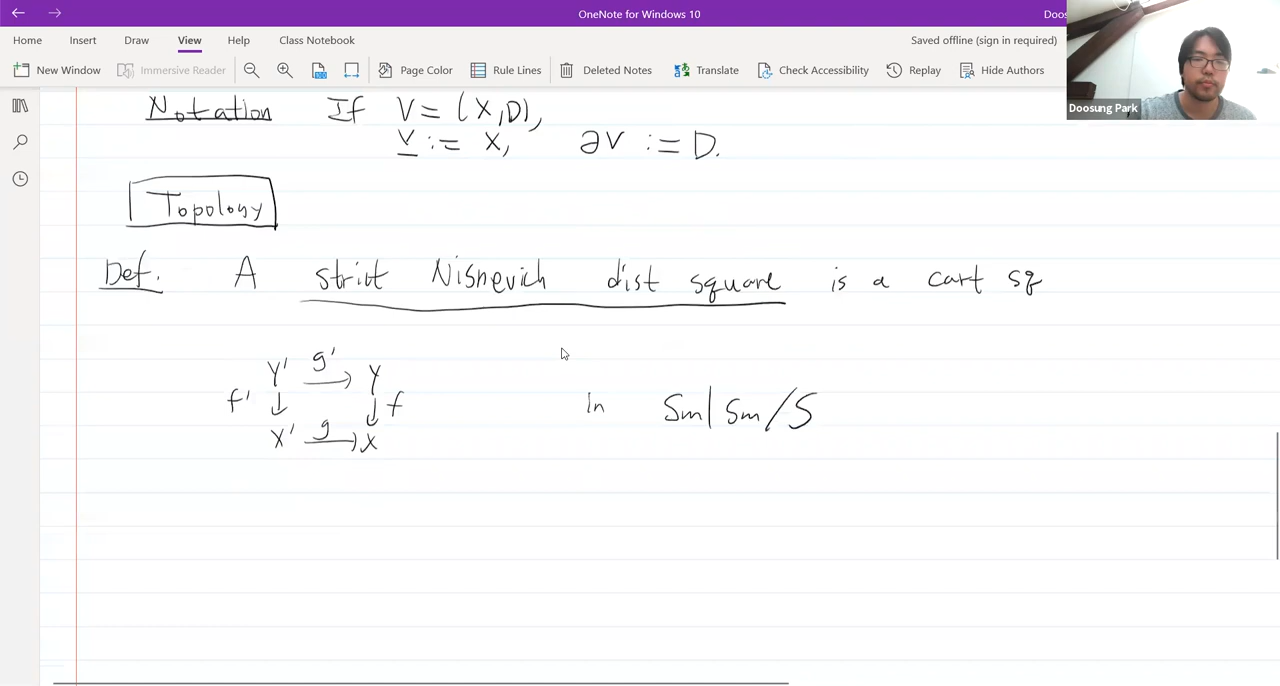 OneNote for Windows 10
Doos
Home Insert Draw View Help Class Notebook
Saved offline (sign in required)
New Window Immersive Reader Page Color Rule Lines Deleted Notes Translate Check Accessibility Replay Hide Authors
Doosung Park
Notation If V = (X, D),
V := X, ∂V := D.
Topology
Def. A strict Nisnevich dist square is a cart sq
Y' g' → Y
f' ↓ ↓ f in Sm|Sm/S
X' g → X